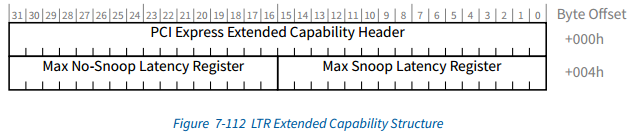 31 30 29 28 27 26 25 24 23 22 21 20 19 18 17 16 15 14 13 12 11 10 9 8 7 6 5 4 3 2 1 0 Byte Offset
PCI Express Extended Capability Header +000h
Max No-Snoop Latency Register Max Snoop Latency Register +004h
Figure 7-112 LTR Extended Capability Structure